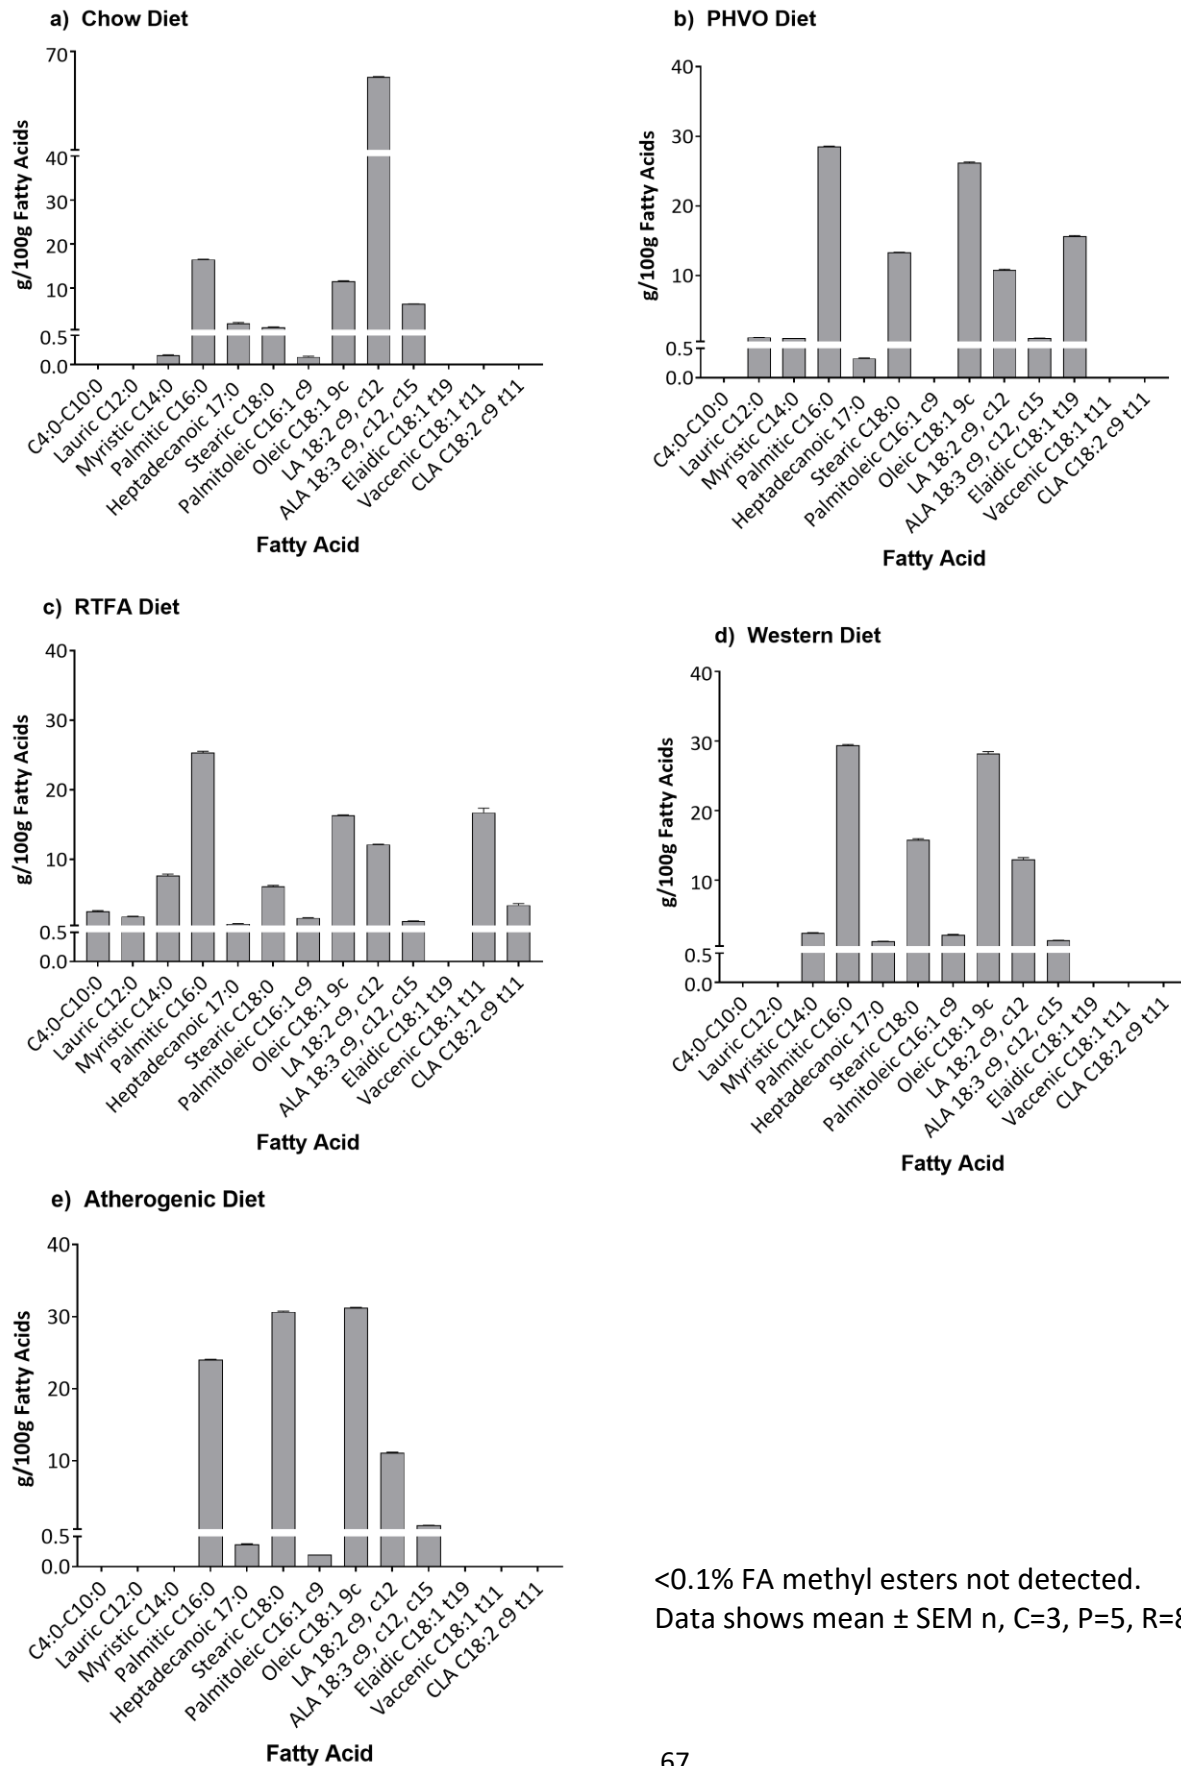 a) Chow Diet
70
40
30
20
10
0.5
0.0
g/100g Fatty Acids
C4:0-C10:0
Lauric C12:0
Myristic C14:0
Palmitic C16:0
Heptadecanoic 17:0
Stearic C18:0
Palmitoleic C16:1 c9
Oleic C18:1 9c
LA 18:2 c9, c12
ALA 18:3 c9, c12, c15
Elaidic C18:1 t19
Vaccenic C18:1 t11
CLA C18:2 c9 t11
Fatty Acid
b) PHVO Diet
40
30
20
10
0.5
0.0
g/100g Fatty Acids
C4:0-C10:0
Lauric C12:0
Myristic C14:0
Palmitic C16:0
Heptadecanoic 17:0
Stearic C18:0
Palmitoleic C16:1 c9
Oleic C18:1 9c
LA 18:2 c9, c12
ALA 18:3 c9, c12, c15
Elaidic C18:1 t19
Vaccenic C18:1 t11
CLA C18:2 c9 t11
Fatty Acid
c) RTFA Diet
40
30
20
10
0.5
0.0
g/100g Fatty Acids
C4:0-C10:0
Lauric C12:0
Myristic C14:0
Palmitic C16:0
Heptadecanoic 17:0
Stearic C18:0
Palmitoleic C16:1 c9
Oleic C18:1 9c
LA 18:2 c9, c12
ALA 18:3 c9, c12, c15
Elaidic C18:1 t19
Vaccenic C18:1 t11
CLA C18:2 c9 t11
Fatty Acid
d) Western Diet
40
30
20
10
0.5
0.0
g/100g Fatty Acids
C4:0-C10:0
Lauric C12:0
Myristic C14:0
Palmitic C16:0
Heptadecanoic 17:0
Stearic C18:0
Palmitoleic C16:1 c9
Oleic C18:1 9c
LA 18:2 c9, c12
ALA 18:3 c9, c12, c15
Elaidic C18:1 t19
Vaccenic C18:1 t11
CLA C18:2 c9 t11
Fatty Acid
e) Atherogenic Diet
40
30
20
10
0.5
0.0
g/100g Fatty Acids
C4:0-C10:0
Lauric C12:0
Myristic C14:0
Palmitic C16:0
Heptadecanoic 17:0
Stearic C18:0
Palmitoleic C16:1 c9
Oleic C18:1 9c
LA 18:2 c9, c12
ALA 18:3 c9, c12, c15
Elaidic C18:1 t19
Vaccenic C18:1 t11
CLA C18:2 c9 t11
Fatty Acid
<0.1% FA methyl esters not detected.
Data shows mean ± SEM n, C=3, P=5, R=8
67